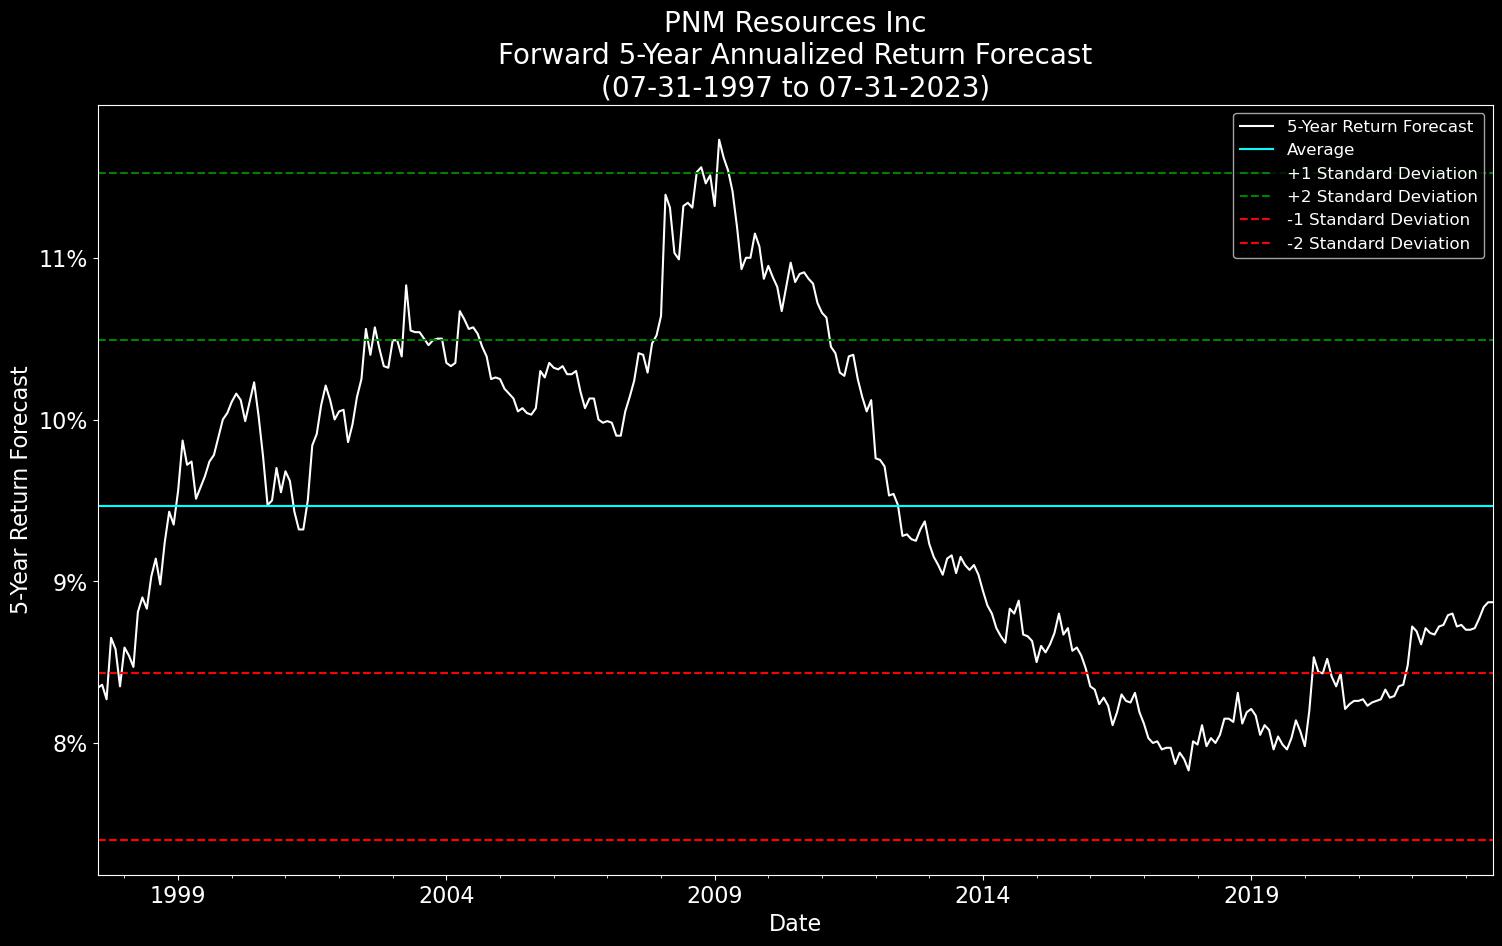 PNM Resources Inc
Forward 5-Year Annualized Return Forecast
(07-31-1997 to 07-31-2023)
5-Year Return Forecast
Average
+1 Standard Deviation
+2 Standard Deviation
-1 Standard Deviation
-2 Standard Deviation
5-Year Return Forecast
11%
10%
9%
8%
1999
2004
2009
2014
2019
Date